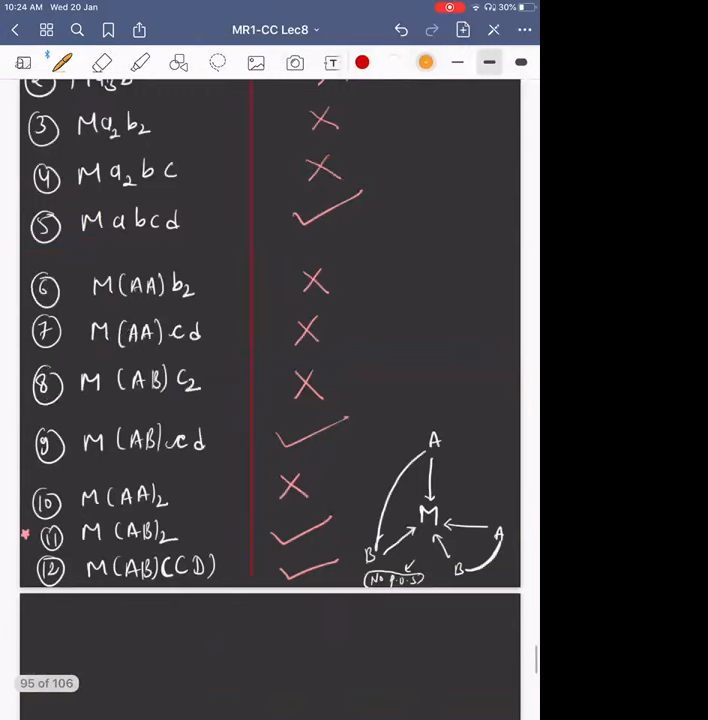 10:24 AM Wed 20 Jan
30%
MR1-CC Lec8
T
③ Ma₂b₂
④ Ma₂bc
⑤ Mabcd
⑥ M(AA)b₂
⑦ M(AA)cd
⑧ M(AB)c₂
⑨ M(AB)cd
⑩ M(AA)₂
⑪ M(AB)₂
⑫ M(AB)(CD)
A
M
A
B
B
No P.O.S
95 of 106